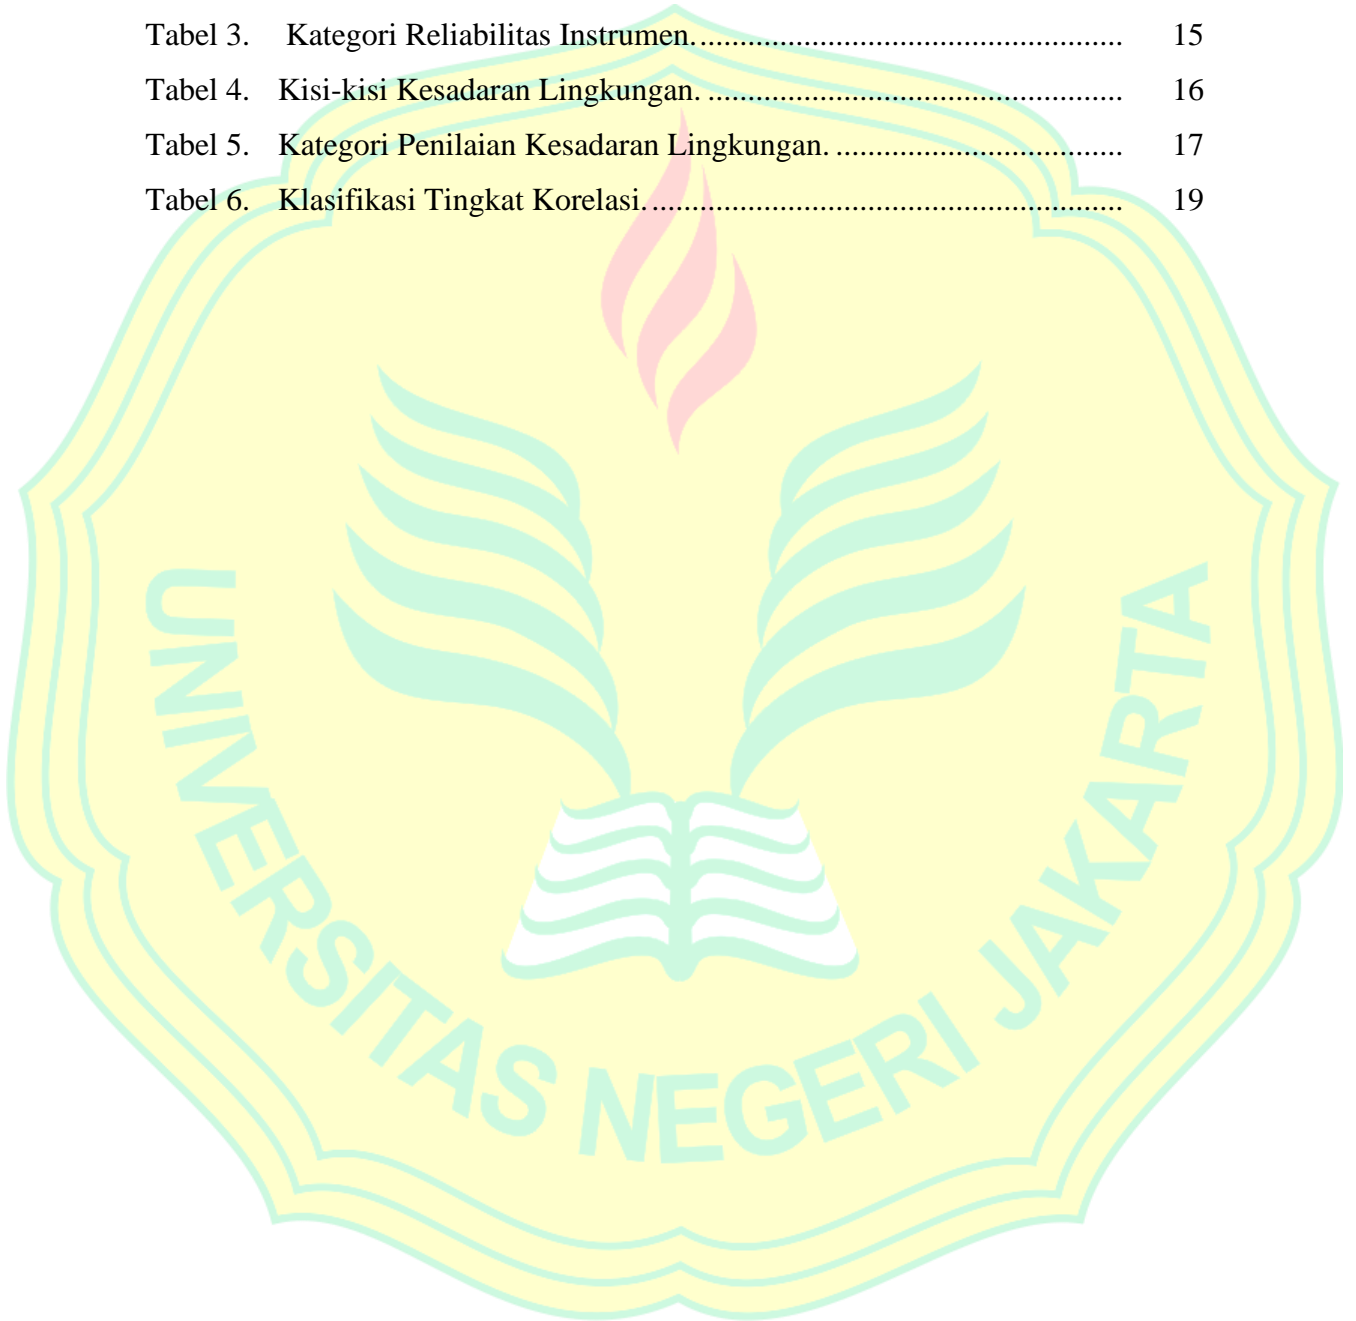 Tabel 3. Kategori Reliabilitas Instrumen..................................................... 15
Tabel 4. Kisi-kisi Kesadaran Lingkungan. .................................................... 16
Tabel 5. Kategori Penilaian Kesadaran Lingkungan. .................................... 17
Tabel 6. Klasifikasi Tingkat Korelasi. ........................................................... 19
UNIVERSITAS NEGERI JAKARTA